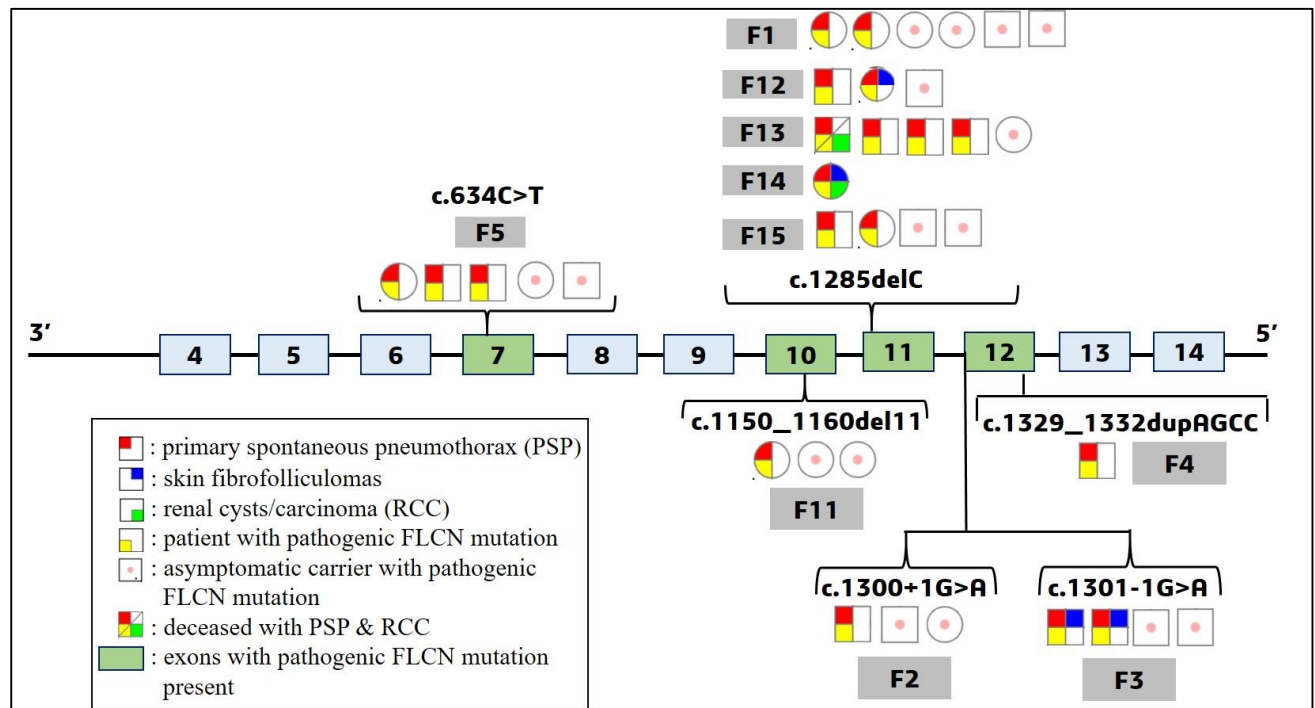 F1
F12
F13
F14
F15
c.634C>T
F5
c.1285delC
3′
5′
4
5
6
7
8
9
10
11
12
13
14
c.1150_1160del11
F11
c.1329_1332dupAGCC
F4
c.1300+1G>A
F2
c.1301-1G>A
F3
: primary spontaneous pneumothorax (PSP)
: skin fibrofolliculomas
: renal cysts/carcinoma (RCC)
: patient with pathogenic FLCN mutation
: asymptomatic carrier with pathogenic
FLCN mutation
: deceased with PSP & RCC
: exons with pathogenic FLCN mutation
present